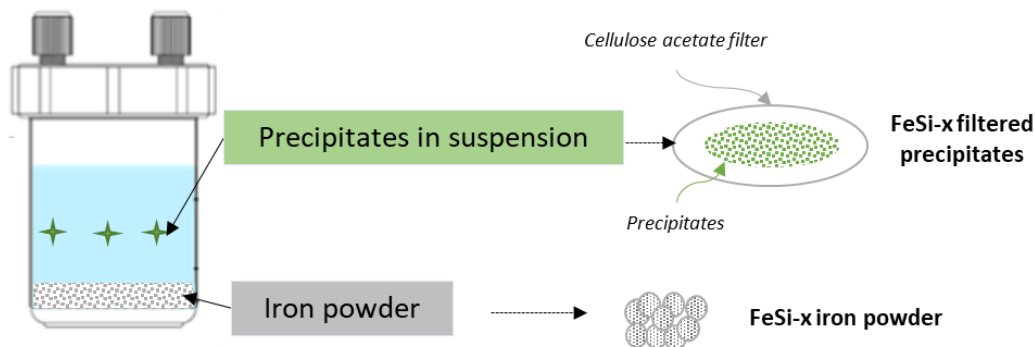 Cellulose acetate filter
Precipitates in suspension
FeSi-x filtered
precipitates
Precipitates
Iron powder
FeSi-x iron powder